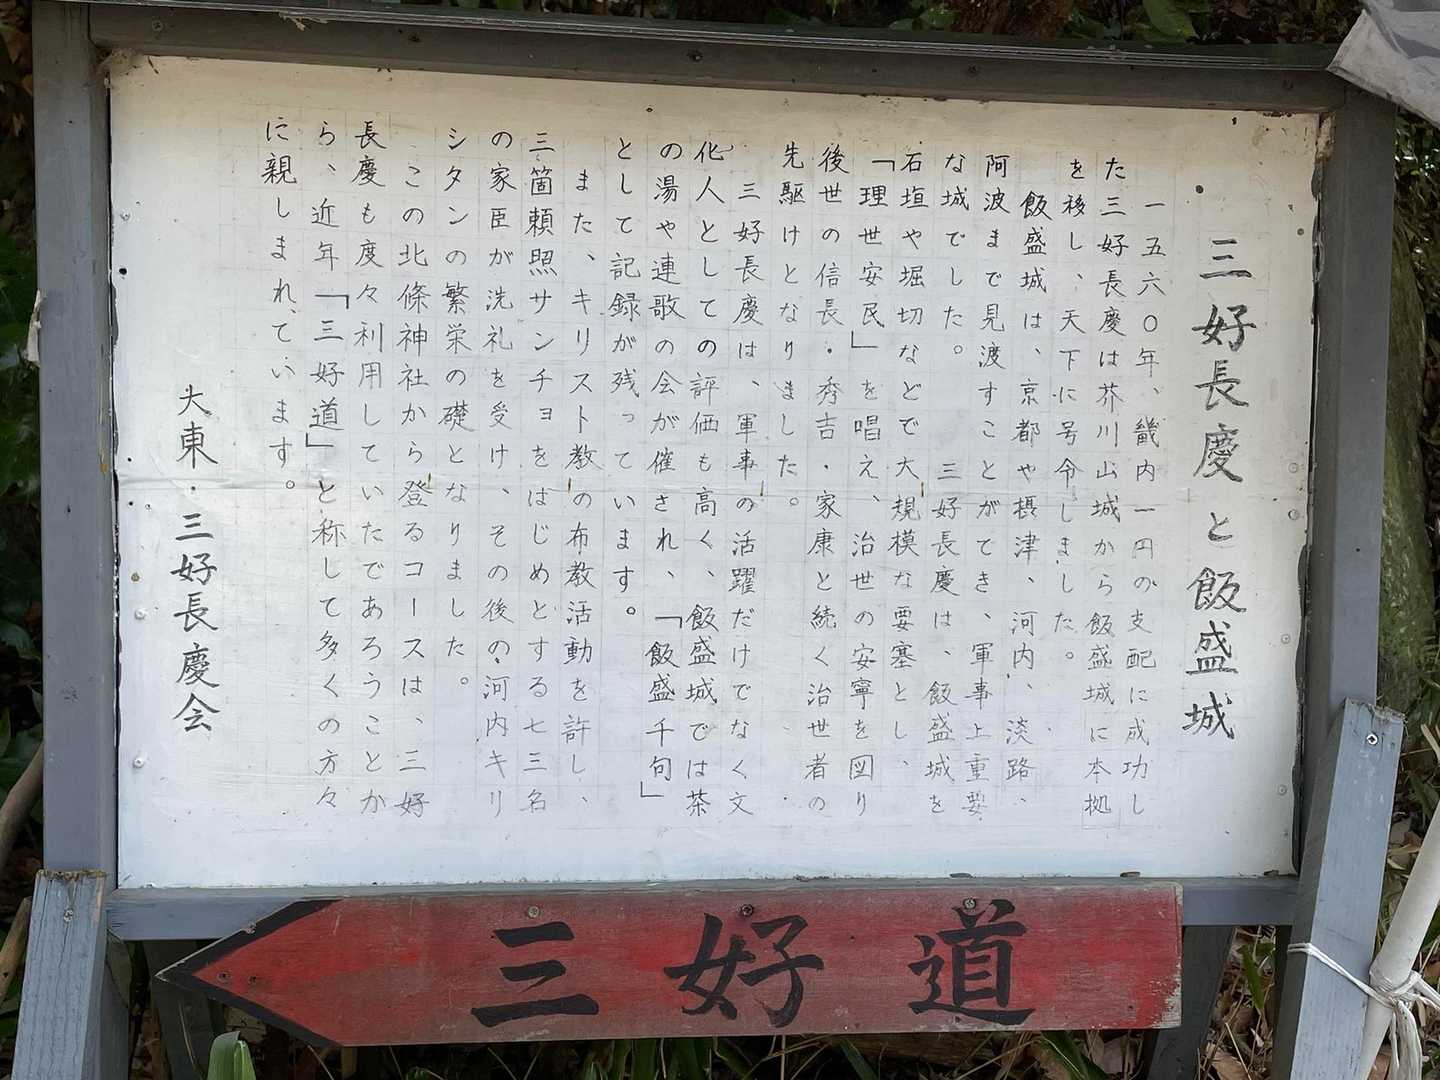 三好長慶と飯盛城
一五六〇年、畿内一円の支配に成功し
た三好長慶は芥川山城から飯盛城に本拠
を移し、天下に号令しました。
飯盛城は、京都や摂津、河内、淡路、
阿波まで見渡すことができ、軍事上重要
な城でした。 三好長慶は、飯盛城を
石垣や堀切などで大規模な要塞とし、
「理世安民」を唱え、治世の安寧を図り
後世の信長・秀吉・家康と続く治世者の
先駆けとなりました。
三好長慶は、軍事の活躍だけでなく文
化人としての評価も高く、飯盛城では茶
の湯や連歌の会が催され、「飯盛千句」
として記録が残っています。
また、キリスト教の布教活動を許し、
三箇頼照サンチョをはじめとする七三名
の家臣が洗礼を受け、その後の河内キリ
シタンの繁栄の礎となりました。
この北條神社から登るコースは、三好
長慶も度々利用していたであろうことか
ら、近年「三好道」と称して多くの方々
に親しまれています。
大東・三好長慶会
三好道